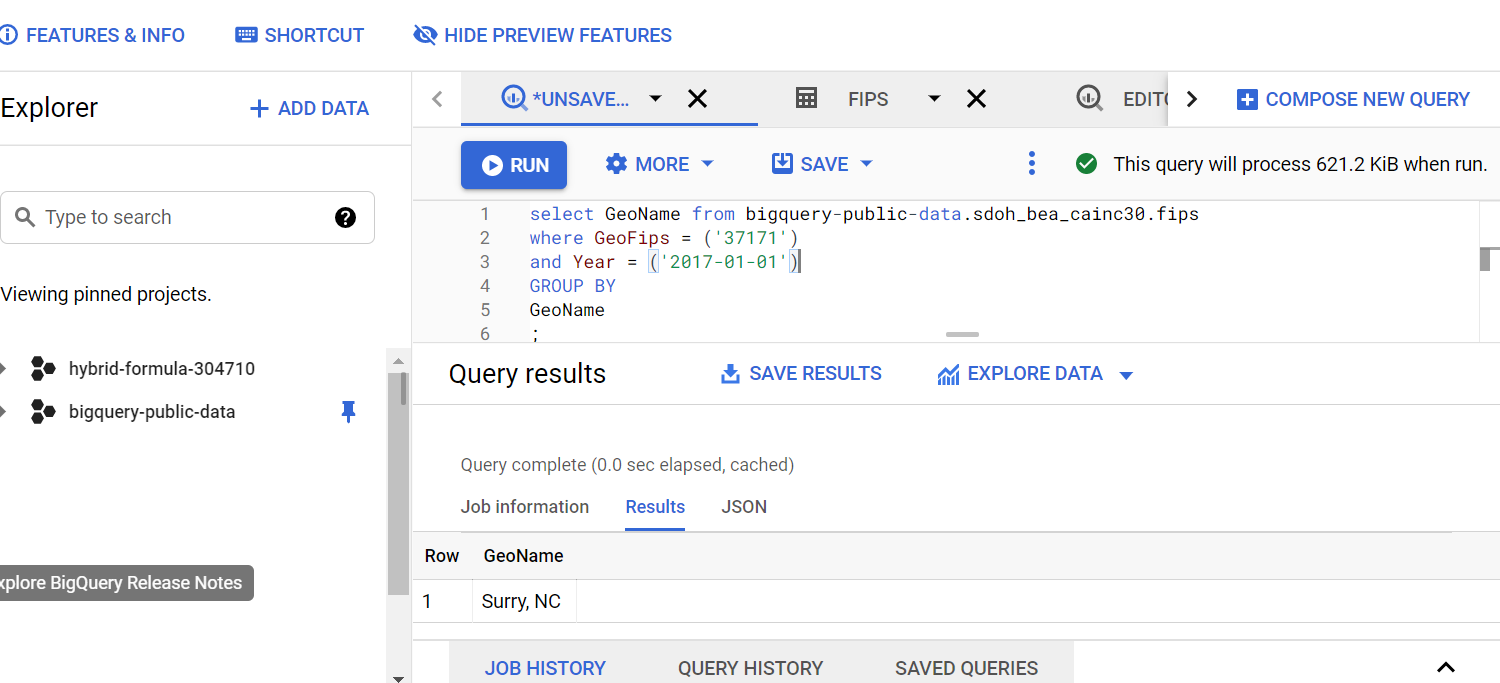 FEATURES & INFO SHORTCUT HIDE PREVIEW FEATURES
Explorer + ADD DATA
*UNSAVE... FIPS EDITO COMPOSE NEW QUERY
RUN MORE SAVE This query will process 621.2 KiB when run.
Type to search
1 select GeoName from bigquery-public-data.sdoh_bea_cainc30.fips
2 where GeoFips = ('37171')
3 and Year = ('2017-01-01')
4 GROUP BY
5 GeoName
6 ;
Viewing pinned projects.
hybrid-formula-304710
bigquery-public-data
Query results SAVE RESULTS EXPLORE DATA
Query complete (0.0 sec elapsed, cached)
Job information Results JSON
Row GeoName
1 Surry, NC
xplore BigQuery Release Notes
JOB HISTORY QUERY HISTORY SAVED QUERIES